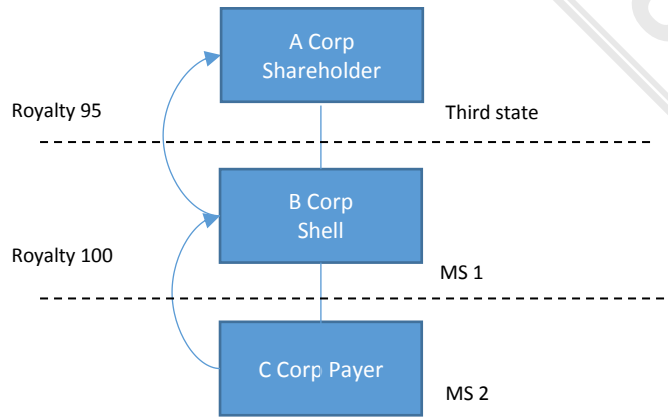 A Corp
Shareholder
Royalty 95
Third state
B Corp
Shell
Royalty 100
MS 1
C Corp Payer
MS 2